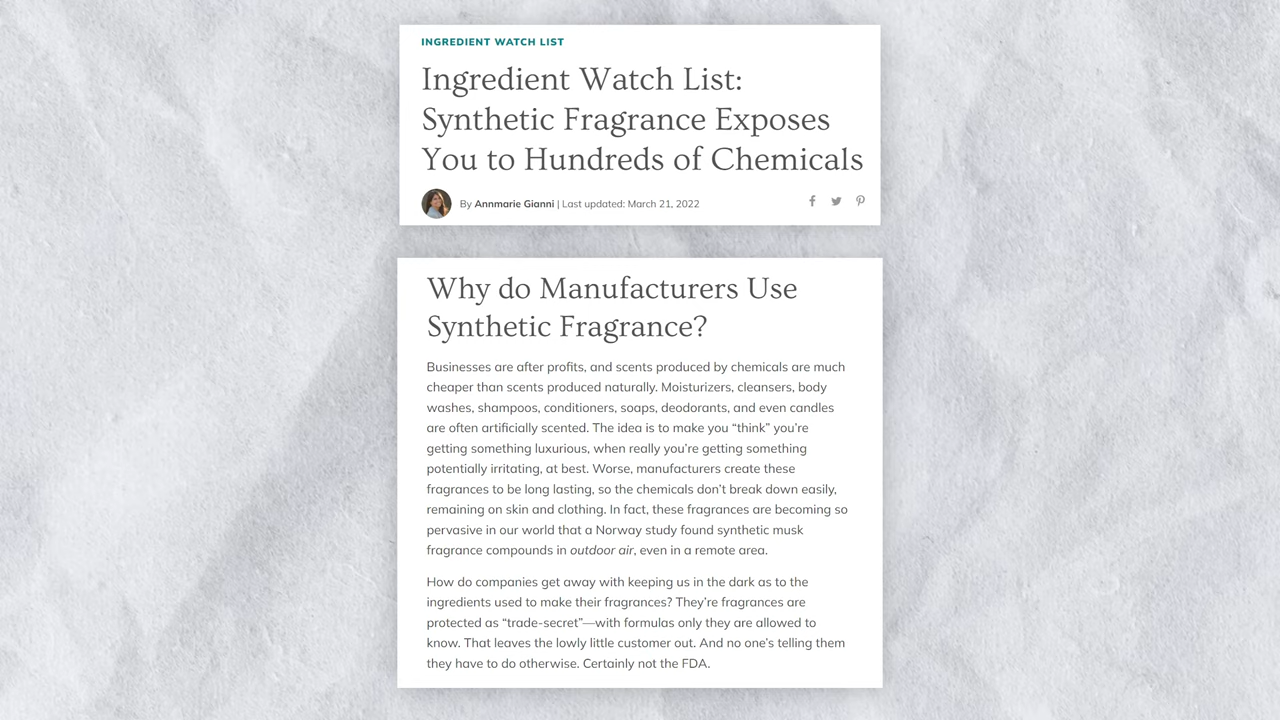 INGREDIENT WATCH LIST
Ingredient Watch List:
Synthetic Fragrance Exposes
You to Hundreds of Chemicals
By Annmarie Gianni | Last updated: March 21, 2022
Why do Manufacturers Use
Synthetic Fragrance?
Businesses are after profits, and scents produced by chemicals are much
cheaper than scents produced naturally. Moisturizers, cleansers, body
washes, shampoos, conditioners, soaps, deodorants, and even candles
are often artificially scented. The idea is to make you “think” you’re
getting something luxurious, when really you’re getting something
potentially irritating, at best. Worse, manufacturers create these
fragrances to be long lasting, so the chemicals don’t break down easily,
remaining on skin and clothing. In fact, these fragrances are becoming so
pervasive in our world that a Norway study found synthetic musk
fragrance compounds in outdoor air, even in a remote area.
How do companies get away with keeping us in the dark as to the
ingredients used to make their fragrances? They’re fragrances are
protected as “trade-secret”—with formulas only they are allowed to
know. That leaves the lowly little customer out. And no one’s telling them
they have to do otherwise. Certainly not the FDA.